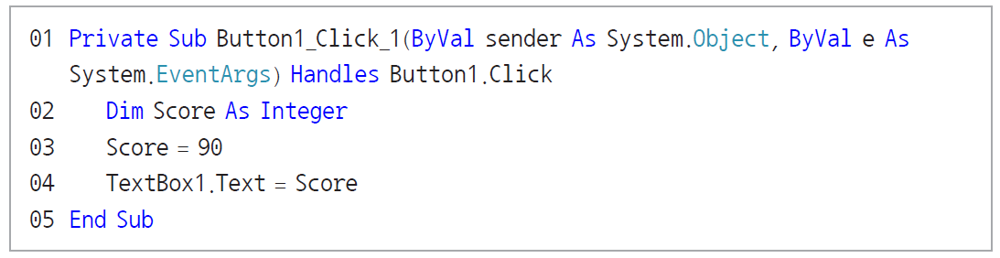 01 Private Sub Button1_Click_1(ByVal sender As System.Object, ByVal e As
System.EventArgs) Handles Button1.Click
02 Dim Score As Integer
03 Score = 90
04 TextBox1.Text = Score
05 End Sub